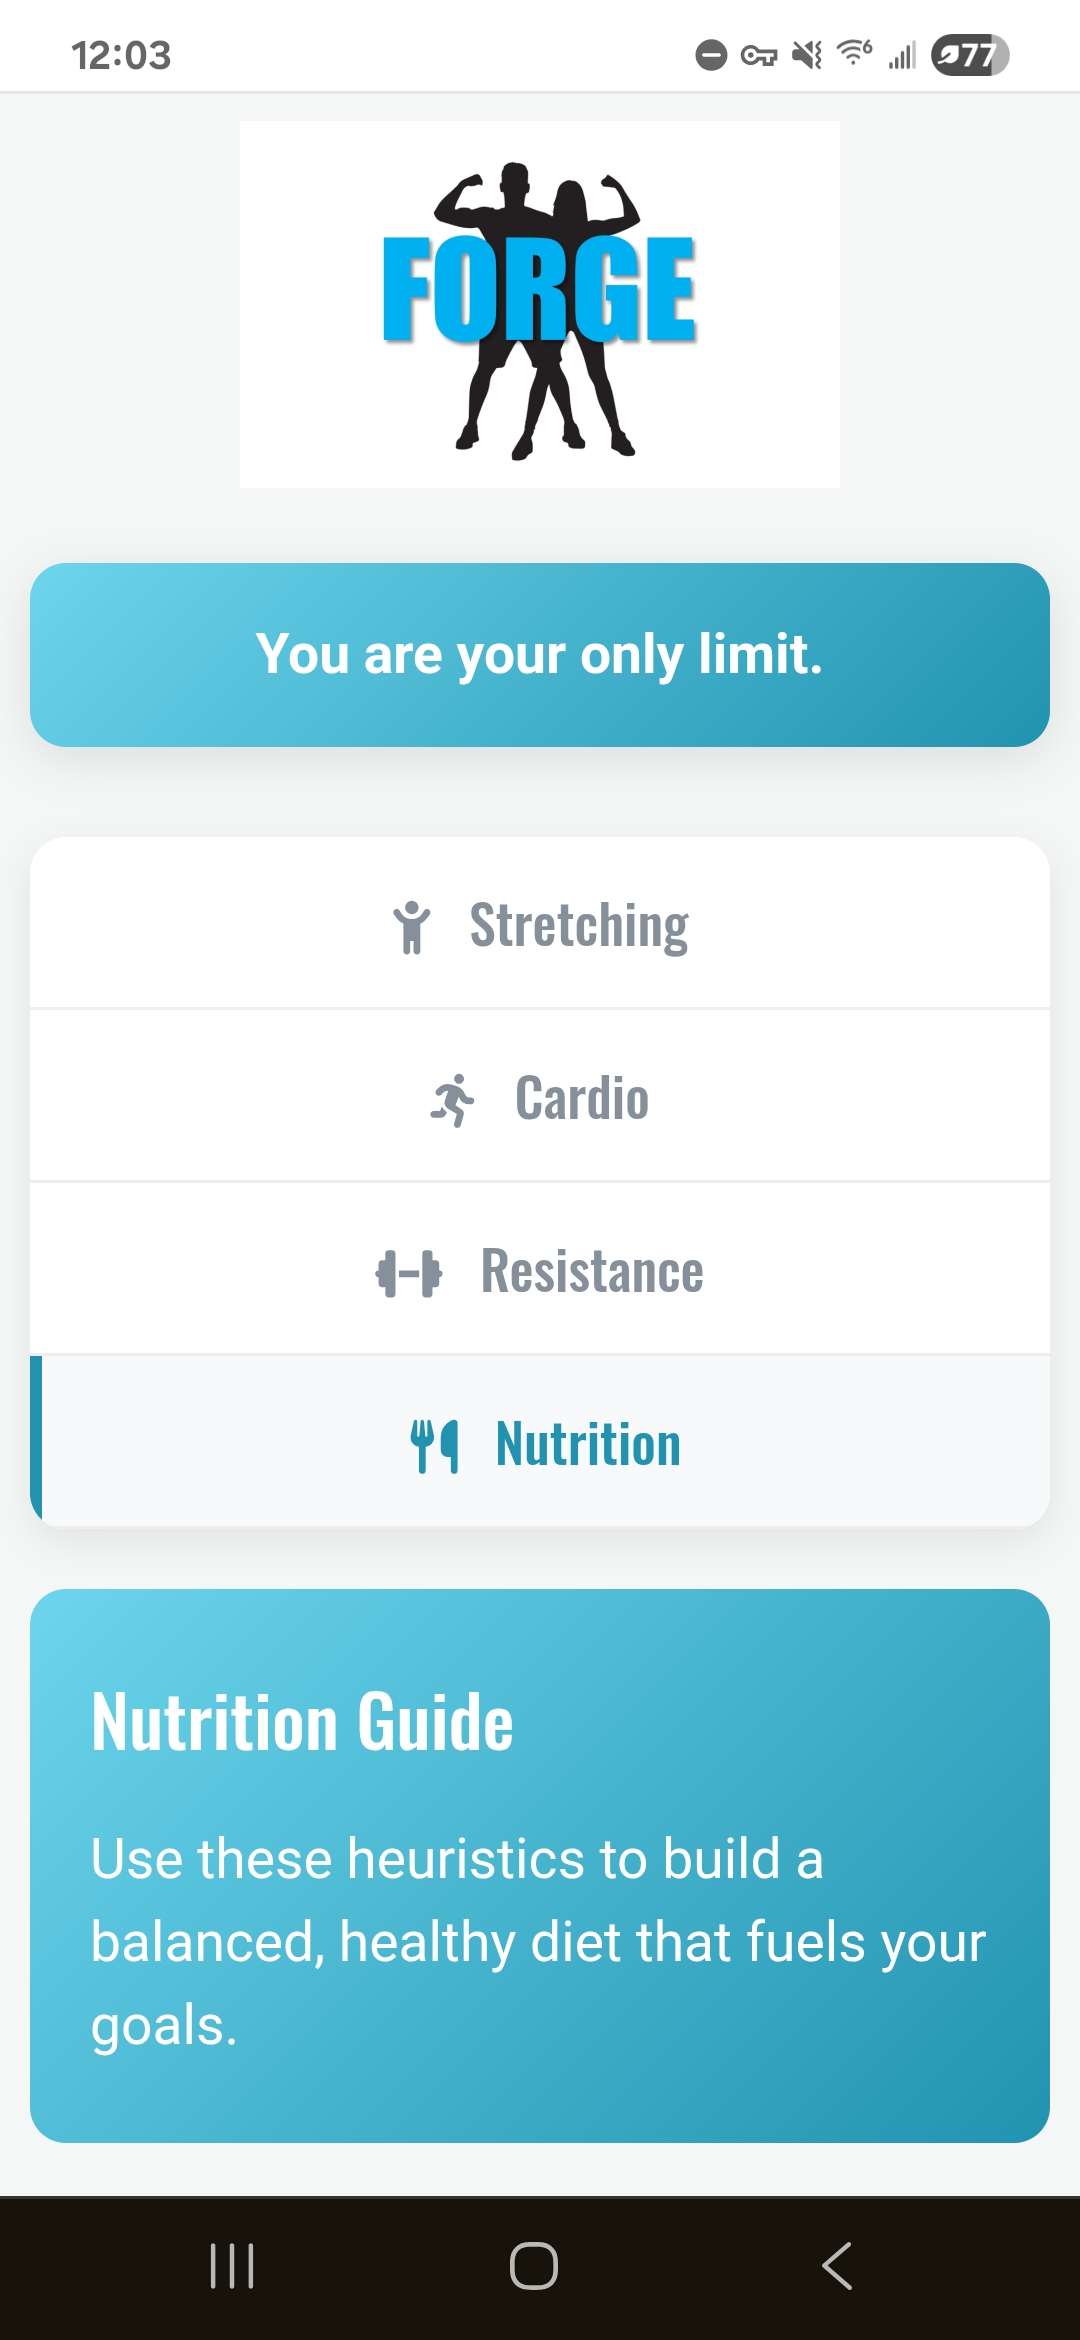 12:03
6
77
FORGE
You are your only limit.
Stretching
Cardio
Resistance
Nutrition
Nutrition Guide
Use these heuristics to build a
balanced, healthy diet that fuels your
goals.